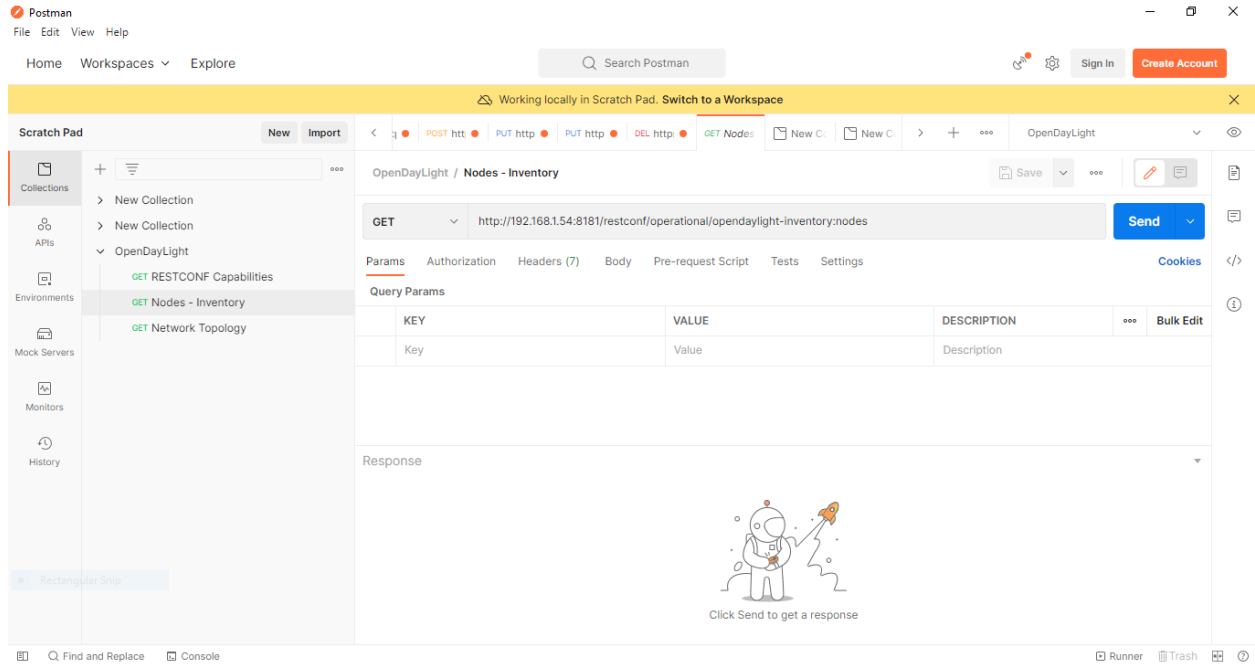 Postman
File Edit View Help
Home Workspaces Explore
Search Postman
Sign In
Create Account
Working locally in Scratch Pad. Switch to a Workspace
Scratch Pad
New
Import
POST htt
PUT http
PUT http
DEL http
GET Nodes
New Co
New C
OpenDayLight
Collections
APIs
Environments
Mock Servers
Monitors
History
New Collection
New Collection
OpenDayLight
GET RESTCONF Capabilities
GET Nodes - Inventory
GET Network Topology
OpenDayLight / Nodes - Inventory
Save
GET
http://192.168.1.54:8181/restconf/operational/opendaylight-inventory:nodes
Send
Params Authorization Headers (7) Body Pre-request Script Tests Settings
Cookies
Query Params
KEY VALUE DESCRIPTION
Bulk Edit
Key Value Description
Response
Click Send to get a response
Rectangular Snip
Find and Replace Console
Runner Trash